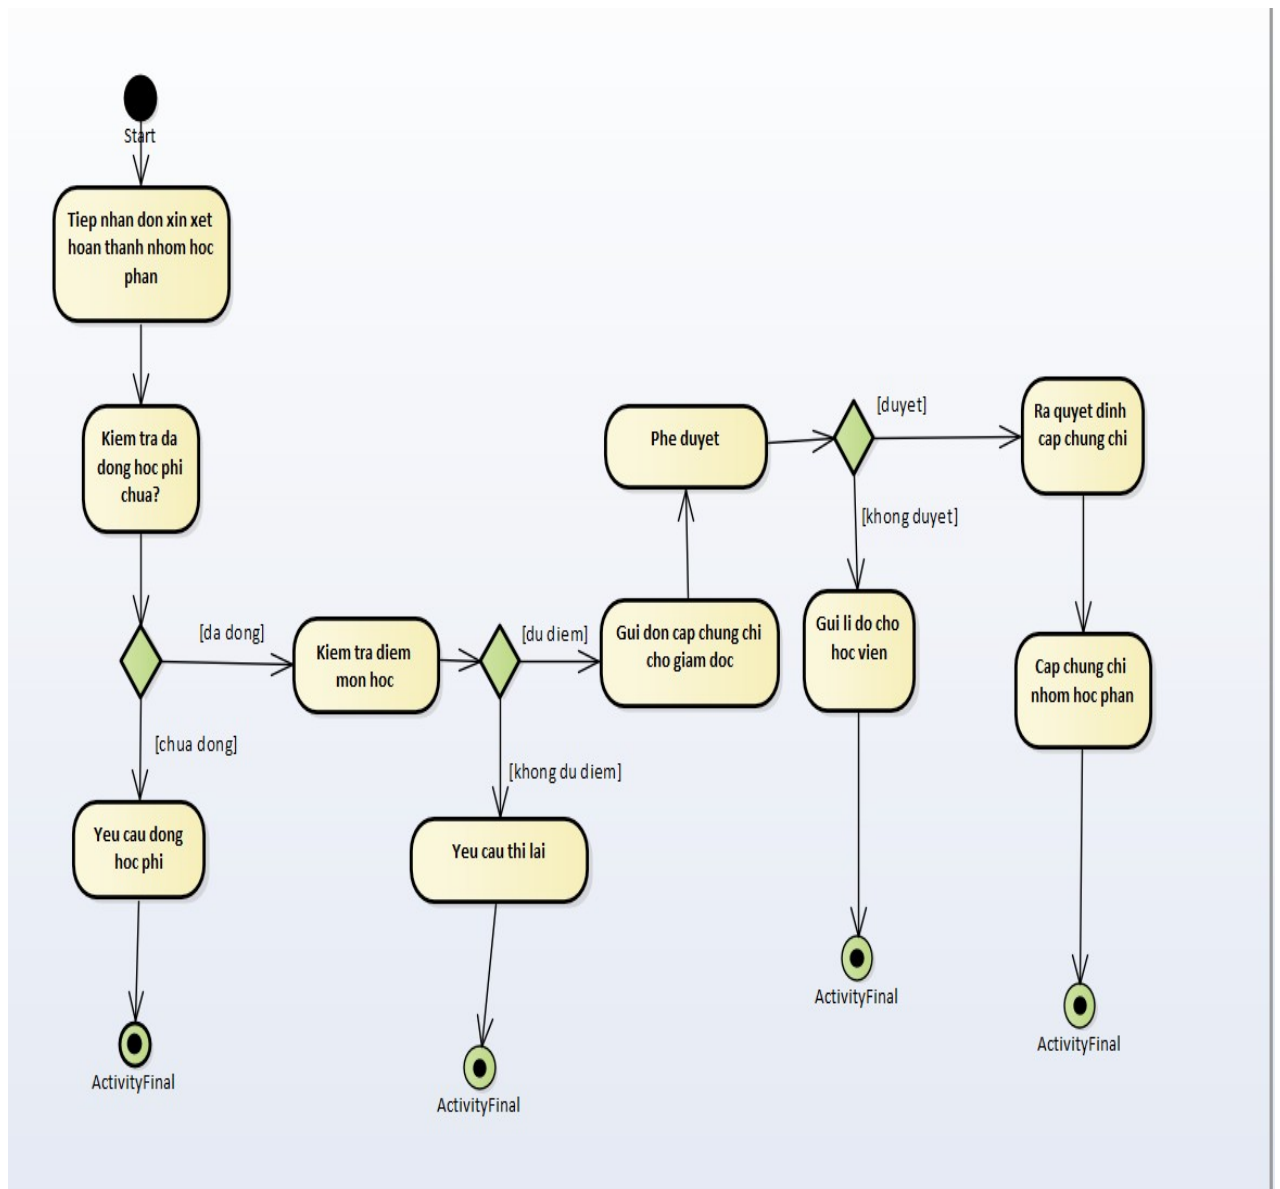 Start
Tiep nhan don xin xet
hoan thanh nhom hoc
phan
Kiem tra da
dong hoc phi
chua?
[da dong]
[chua dong]
Yeu cau dong
hoc phi
ActivityFinal
Kiem tra diem
mon hoc
[du diem]
[khong du diem]
Yeu cau thi lai
ActivityFinal
Gui don cap chung chi
cho giam doc
Phe duyet
[duyet]
[khong duyet]
Gui li do cho
hoc vien
ActivityFinal
Ra quyet dinh
cap chung chi
Cap chung chi
nhom hoc phan
ActivityFinal